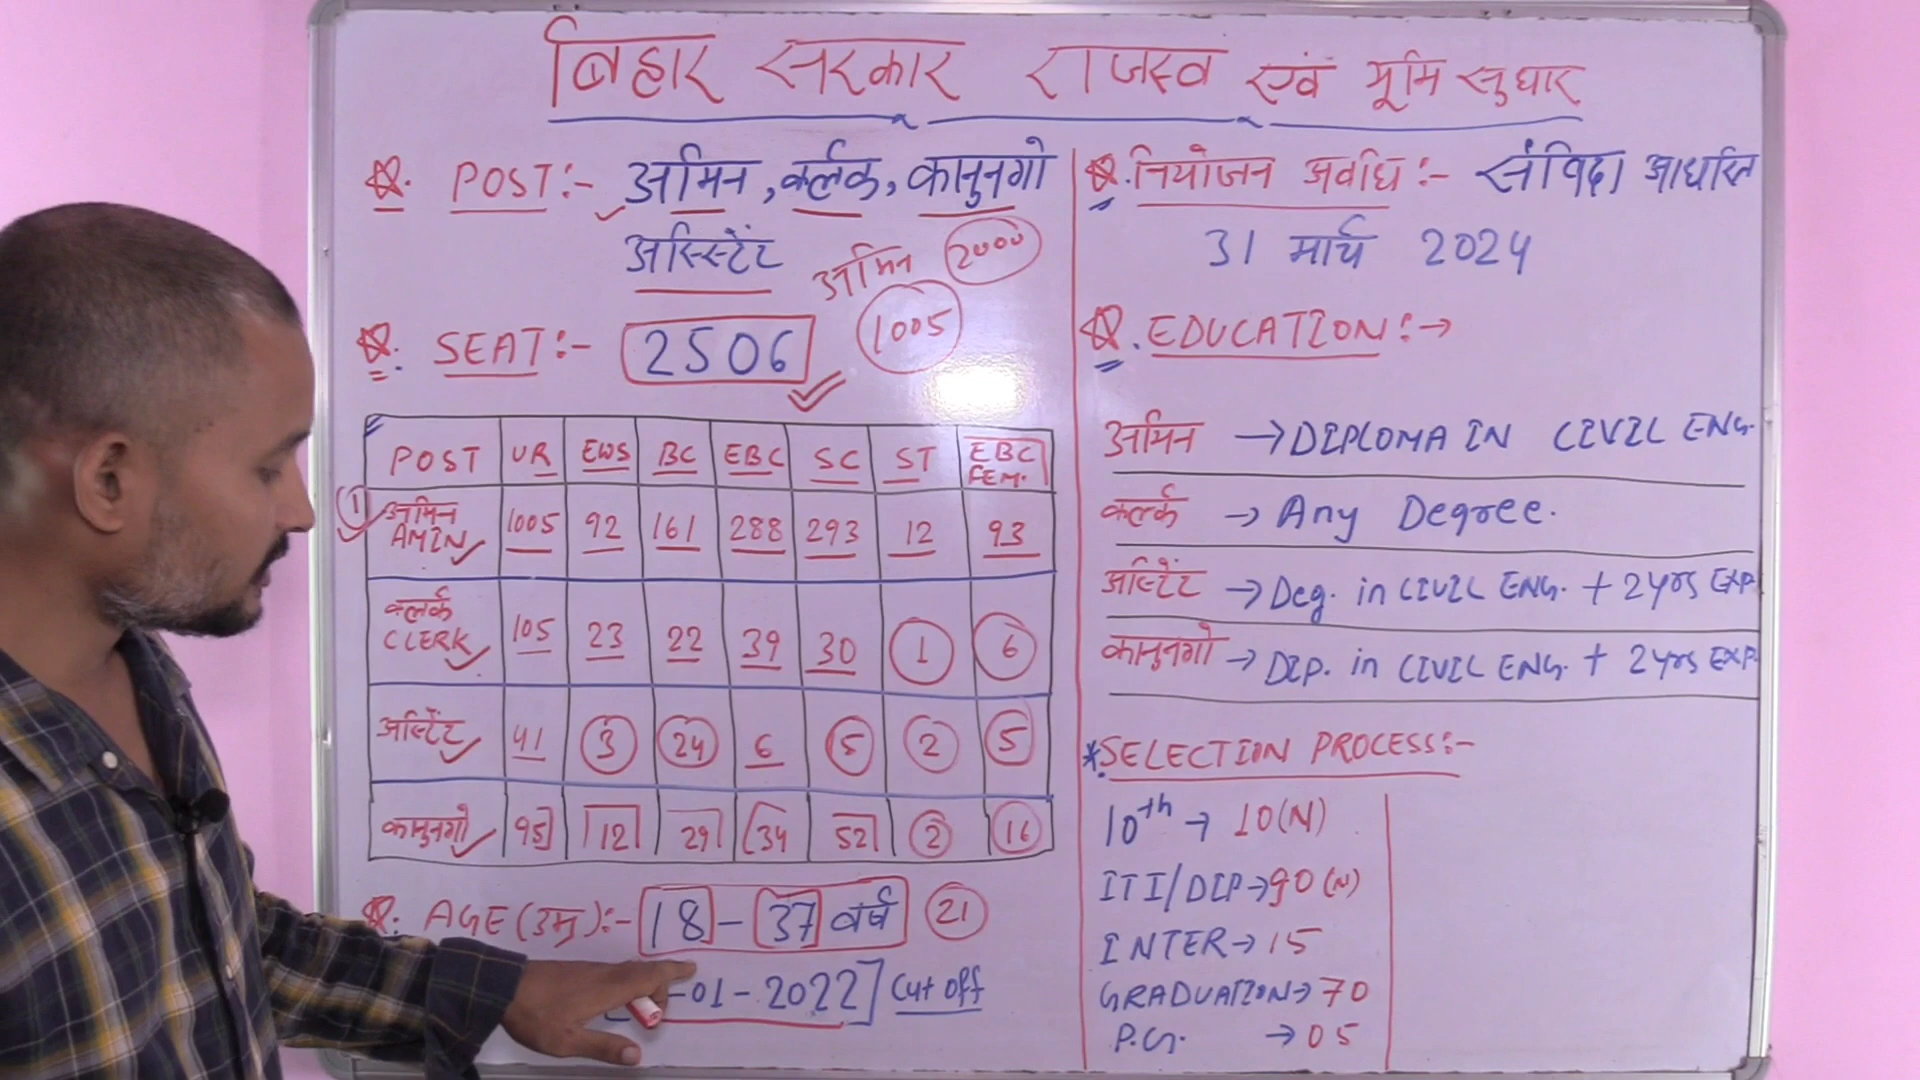 बिहार सरकार राजस्व एवं भूमि सुधार
POST:- अमिन, क्लर्क, कानुनगो
अस्स्टिेंट
अमिन 2000
1005
SEAT:- 2506
POST UR EWS BC EBC SC ST EBC FEM.
1 अमिन AMIN 1005 92 161 288 293 12 93
क्लर्क CLERK 105 23 22 39 30 1 6
अस्टिेंट 41 3 24 6 5 2 5
कानुनगो 95 12 29 34 52 2 16
AGE (उम्र):- 18 - 37 वर्ष 21
-01-2022] Cut off
नियोजन अवधि:- संविदा आधारित
31 मार्च 2024
EDUCATION:→
अमिन → DIPLOMA IN CIVIL ENG.
क्लर्क → Any Degree.
अस्टिेंट → Deg. in CIVIL ENG. + 2 yrs EXP.
कानुनगो → DIP. in CIVIL ENG. + 2 yrs EXP.
*SELECTION PROCESS:-
10th → 10(N)
ITI/DIP→90(N)
INTER→15
GRADUATION→70
P.G. →05